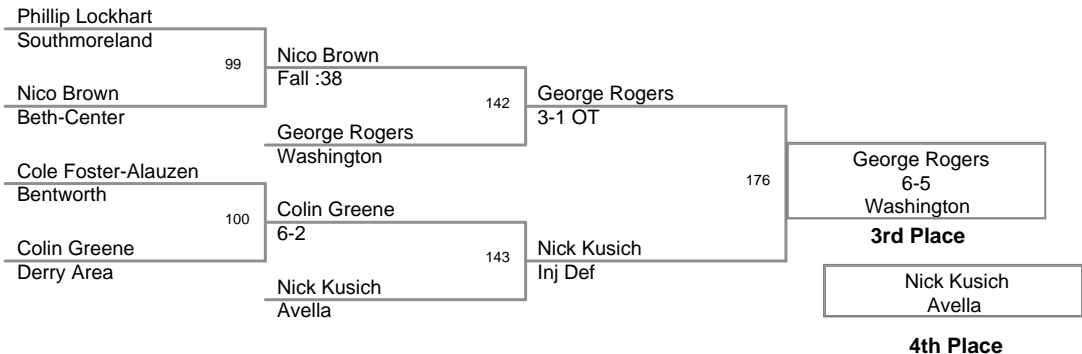 Phillip Lockhart
Southmoreland
99
Nico Brown
Beth-Center
Nico Brown
Fall :38
142
George Rogers
Washington
George Rogers
3-1 OT
Cole Foster-Alauzen
Bentworth
100
Colin Greene
Derry Area
Colin Greene
6-2
143
Nick Kusich
Avella
Nick Kusich
Inj Def
176
George Rogers
6-5
Washington
3rd Place
Nick Kusich
Avella
4th Place